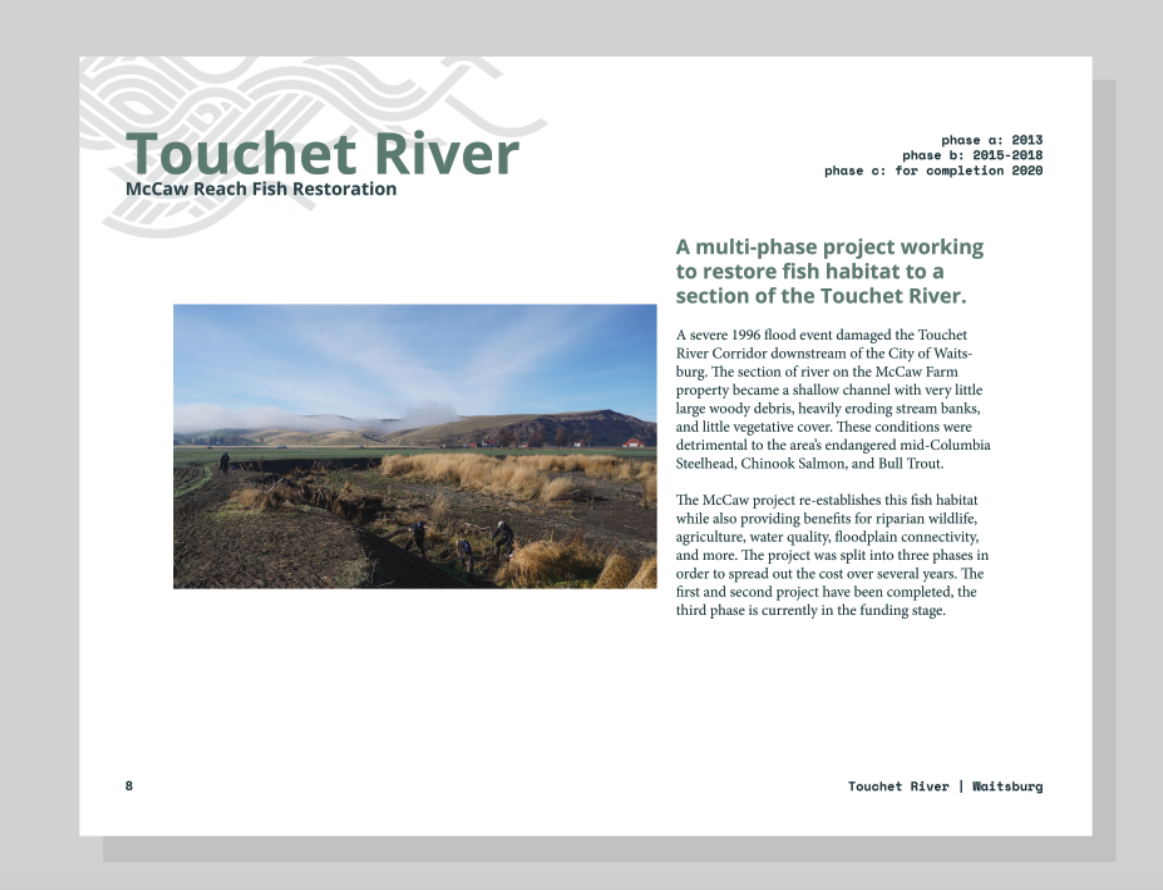 Touchet River
McCaw Reach Fish Restoration
phase a: 2013
phase b: 2015-2018
phase c: for completion 2020
A multi-phase project working
to restore fish habitat to a
section of the Touchet River.
A severe 1996 flood event damaged the Touchet
River Corridor downstream of the City of Waits-
burg. The section of river on the McCaw Farm
property became a shallow channel with very little
large woody debris, heavily eroding stream banks,
and little vegetative cover. These conditions were
detrimental to the area's endangered mid-Columbia
Steelhead, Chinook Salmon, and Bull Trout.
The McCaw project re-establishes this fish habitat
while also providing benefits for riparian wildlife,
agriculture, water quality, floodplain connectivity,
and more. The project was split into three phases in
order to spread out the cost over several years. The
first and second project have been completed, the
third phase is currently in the funding stage.
8
Touchet River | Waitsburg